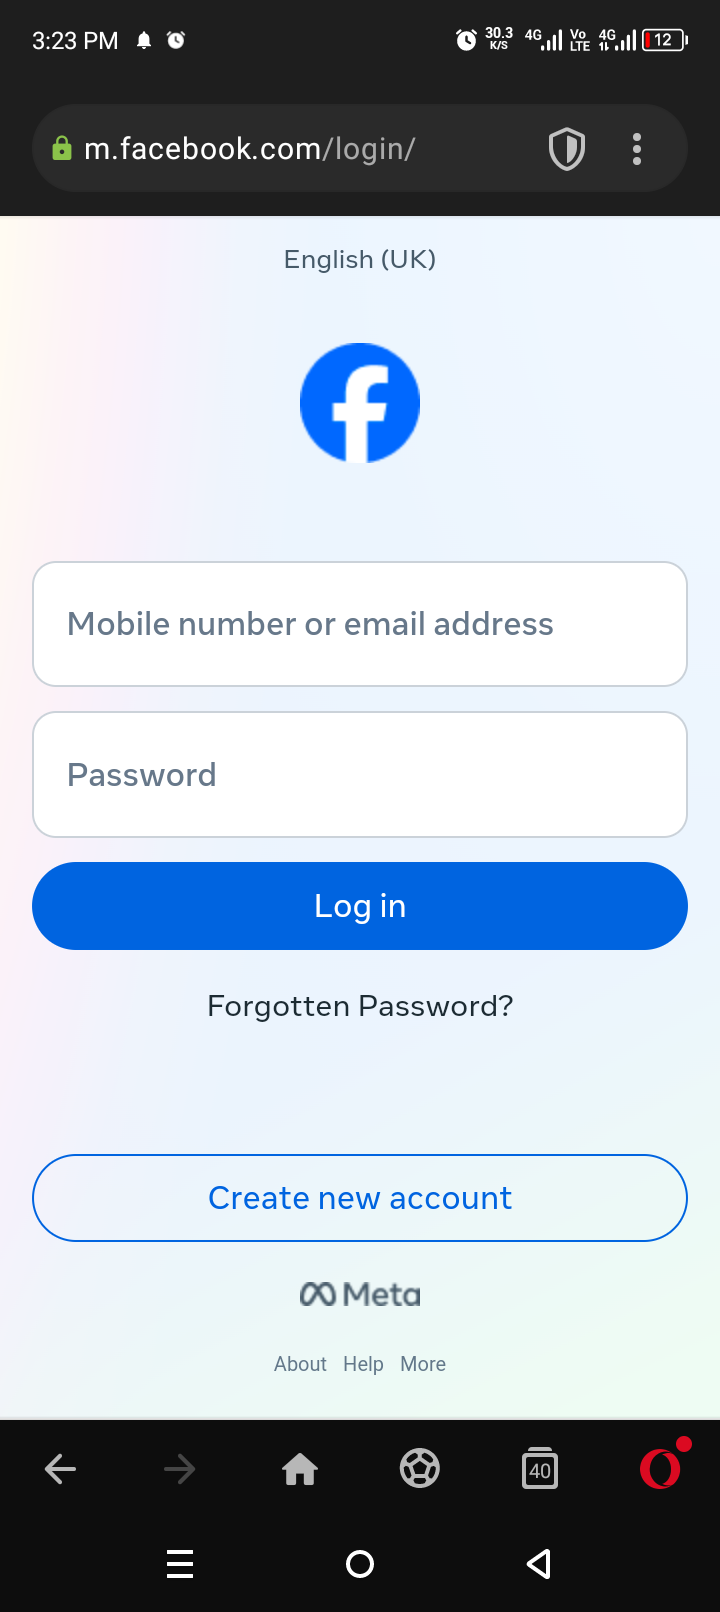 3:23 PM 30.3 K/S 4G Vo LTE 4G 12
m.facebook.com/login/
English (UK)
Mobile number or email address
Password
Log in
Forgotten Password?
Create new account
Meta
About Help More
40